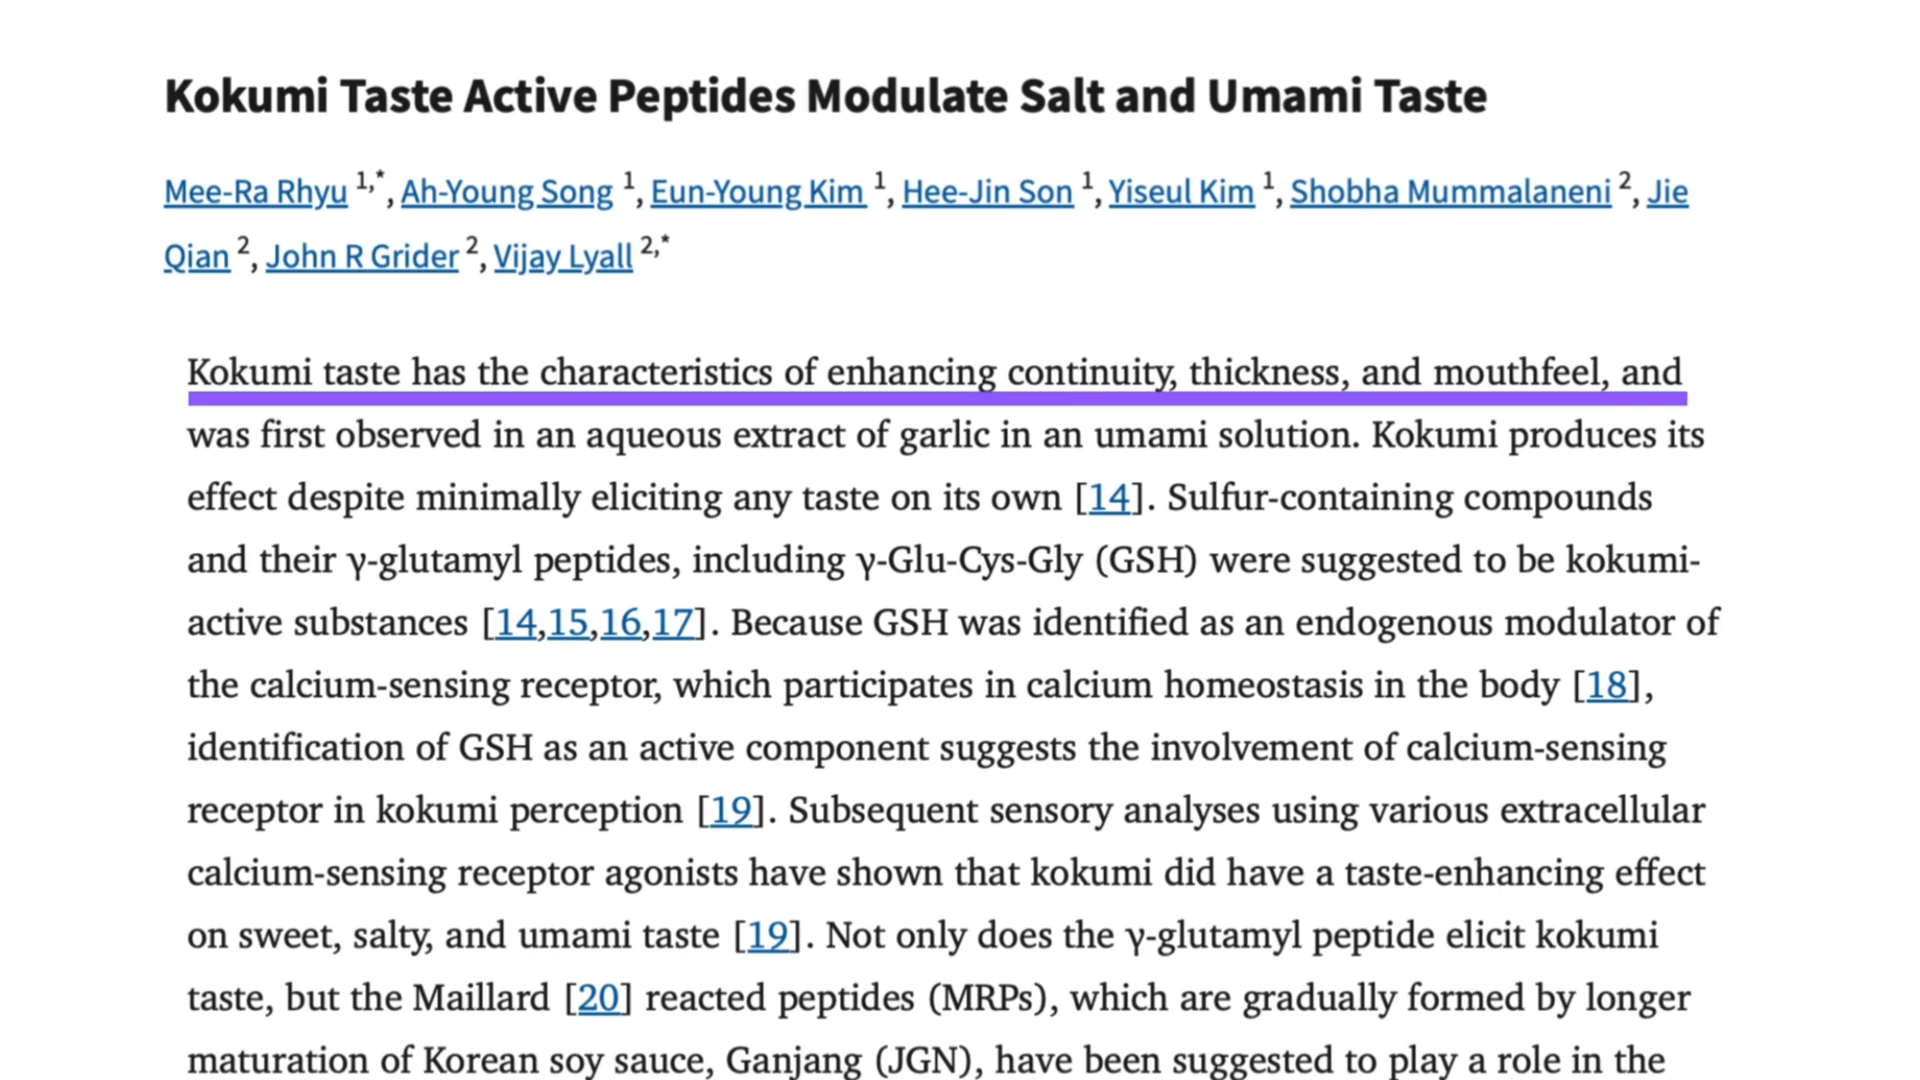 Kokumi Taste Active Peptides Modulate Salt and Umami Taste
Mee-Ra Rhyu 1,*, Ah-Young Song 1, Eun-Young Kim 1, Hee-Jin Son 1, Yiseul Kim 1, Shobha Mummalaneni 2, Jie
Qian 2, John R Grider 2, Vijay Lyall 2,*
Kokumi taste has the characteristics of enhancing continuity, thickness, and mouthfeel, and
was first observed in an aqueous extract of garlic in an umami solution. Kokumi produces its
effect despite minimally eliciting any taste on its own [14]. Sulfur-containing compounds
and their γ-glutamyl peptides, including γ-Glu-Cys-Gly (GSH) were suggested to be kokumi-
active substances [14,15,16,17]. Because GSH was identified as an endogenous modulator of
the calcium-sensing receptor, which participates in calcium homeostasis in the body [18],
identification of GSH as an active component suggests the involvement of calcium-sensing
receptor in kokumi perception [19]. Subsequent sensory analyses using various extracellular
calcium-sensing receptor agonists have shown that kokumi did have a taste-enhancing effect
on sweet, salty, and umami taste [19]. Not only does the γ-glutamyl peptide elicit kokumi
taste, but the Maillard [20] reacted peptides (MRPs), which are gradually formed by longer
maturation of Korean soy sauce, Ganjang (JGN), have been suggested to play a role in the